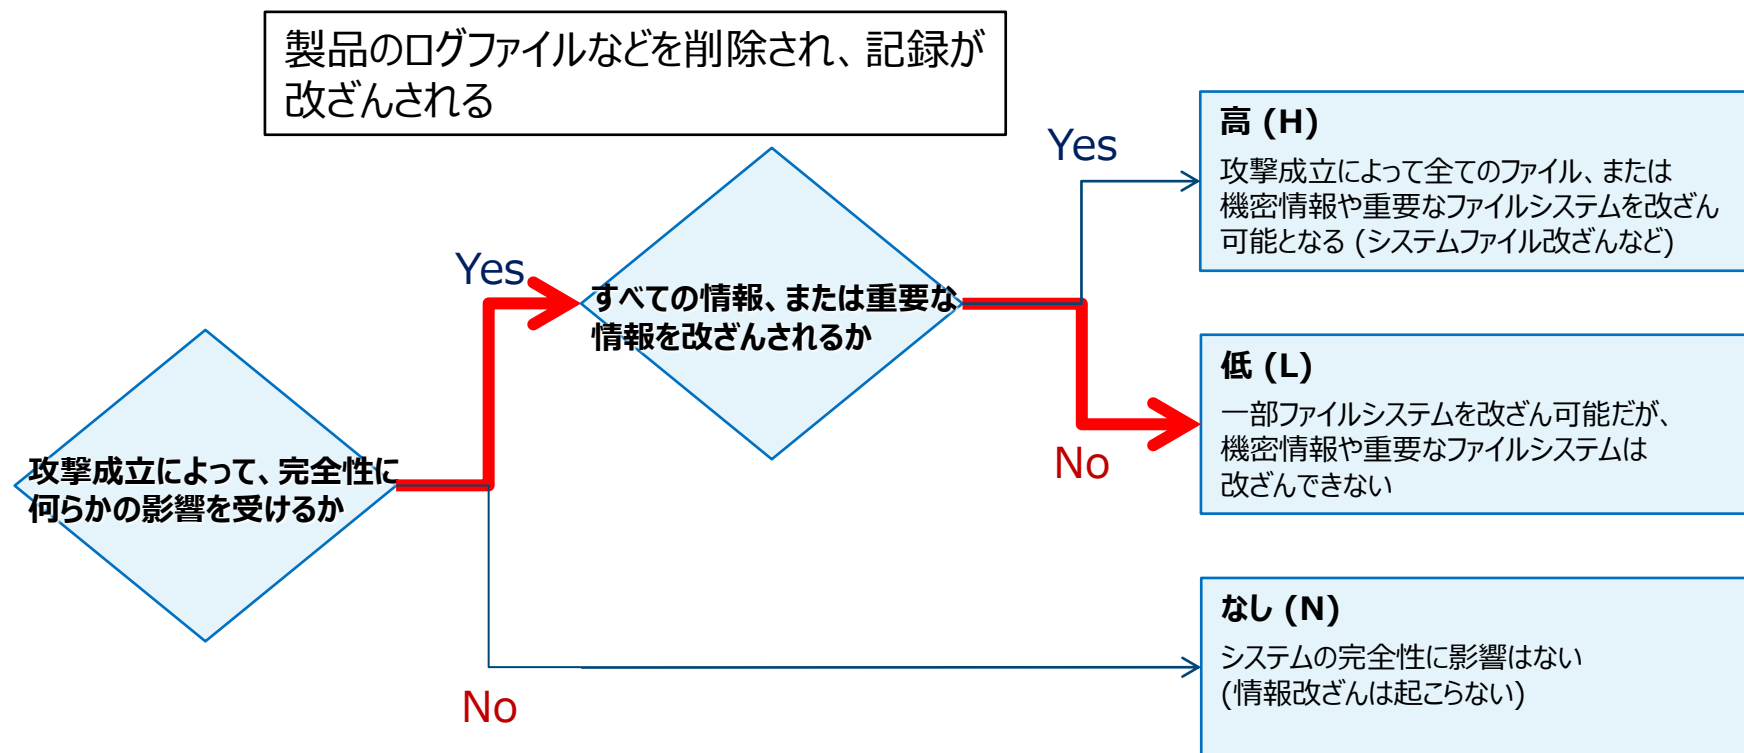 製品のログファイルなどを削除され、記録が
改ざんされる
Yes
高 (H)
攻撃成立によって全てのファイル、または
機密情報や重要なファイルシステムを改ざん
可能となる (システムファイル改ざんなど)
Yes
すべての情報、または重要な
情報を改ざんされるか
低 (L)
一部ファイルシステムを改ざん可能だが、
機密情報や重要なファイルシステムは
改ざんできない
No
攻撃成立によって、完全性に
何らかの影響を受けるか
なし (N)
システムの完全性に影響はない
(情報改ざんは起こらない)
No